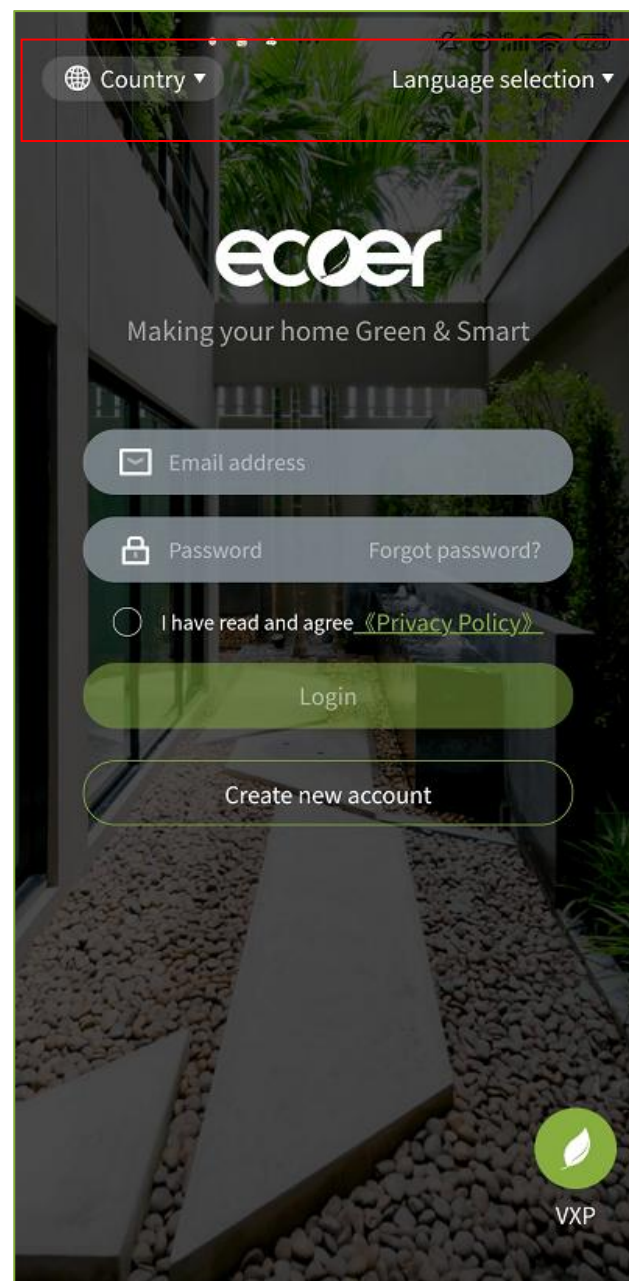 Country
Language selection
ecoer
Making your home Green & Smart
Email address
Password Forgot password?
I have read and agree 《Privacy Policy》
Login
Create new account
VXP